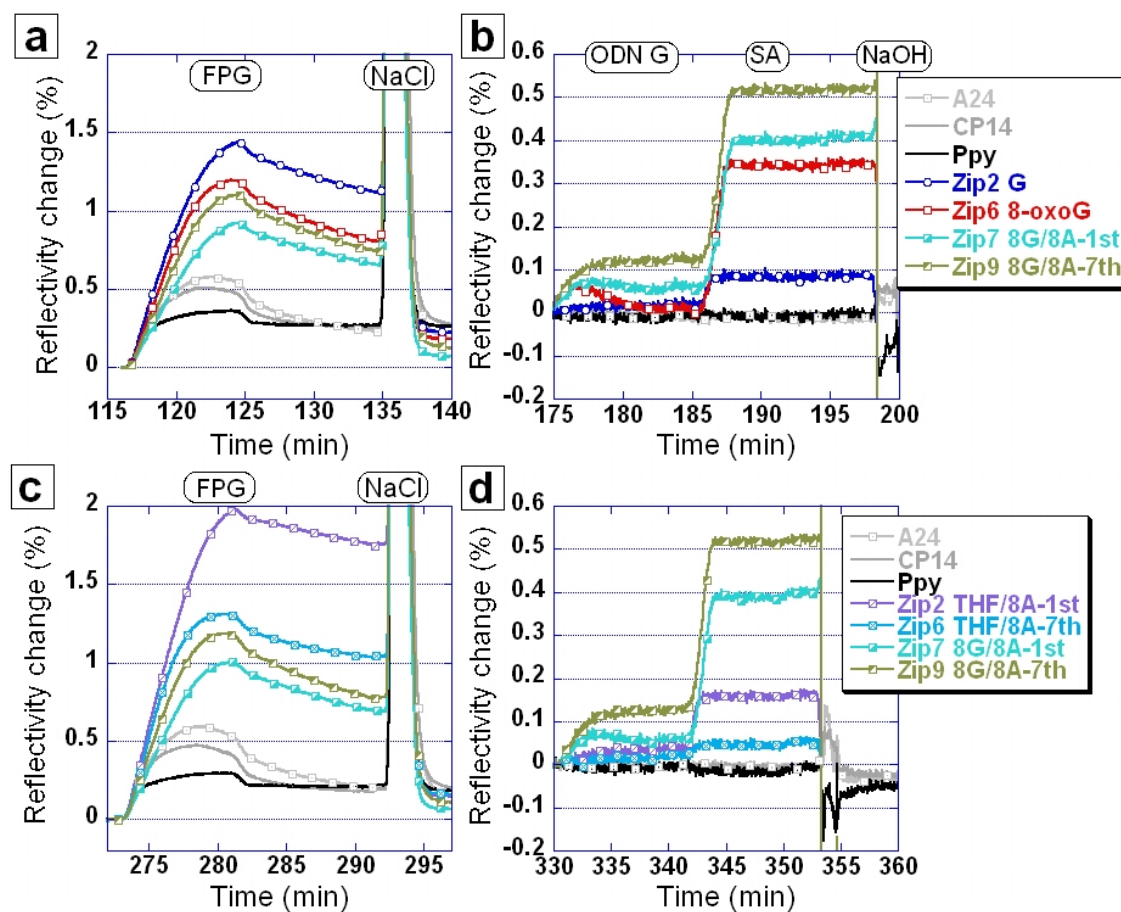 a
FPG
NaCl
Reflectivity change (%)
2
1.5
1
0.5
0
115 120 125 130 135 140
Time (min)
b
ODN G
SA
NaOH
Reflectivity change (%)
0.6
0.5
0.4
0.3
0.2
0.1
0
-0.1
-0.2
175 180 185 190 195 200
Time (min)
A24
CP14
Ppy
Zip2 G
Zip6 8-oxoG
Zip7 8G/8A-1st
Zip9 8G/8A-7th
c
FPG
NaCl
Reflectivity change (%)
2
1.5
1
0.5
0
275 280 285 290 295
Time (min)
d
Reflectivity change (%)
0.6
0.5
0.4
0.3
0.2
0.1
0
-0.1
-0.2
330 335 340 345 350 355 360
Time (min)
A24
CP14
Ppy
Zip2 THF/8A-1st
Zip6 THF/8A-7th
Zip7 8G/8A-1st
Zip9 8G/8A-7th